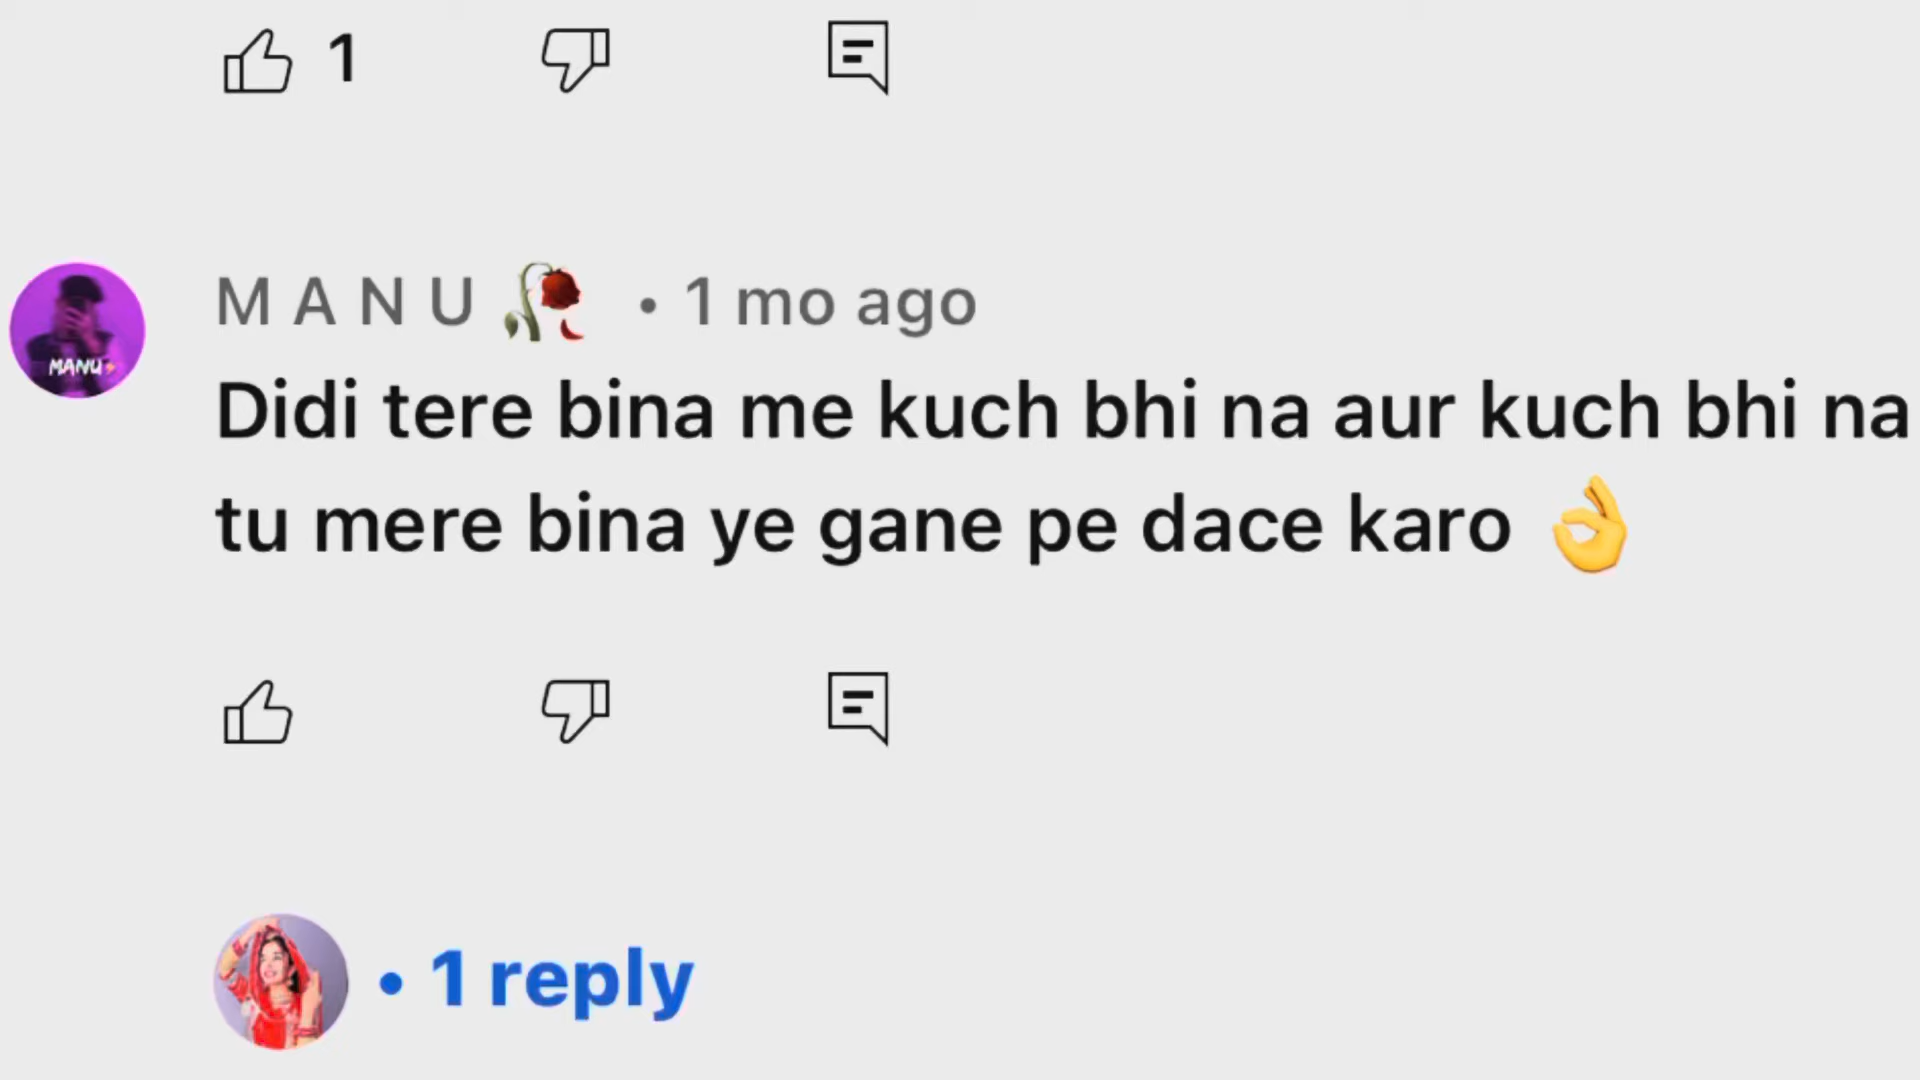 1
M A N U 🥀 • 1 mo ago
MANU
Didi tere bina me kuch bhi na aur kuch bhi na
tu mere bina ye gane pe dace karo 👌
• 1 reply